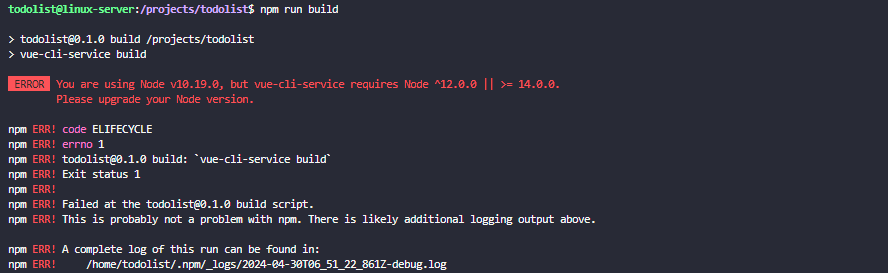 todolist@linux-server:/projects/todolist$ npm run build
> todolist@0.1.0 build /projects/todolist
> vue-cli-service build
ERROR You are using Node v10.19.0, but vue-cli-service requires Node ^12.0.0 || >= 14.0.0.
Please upgrade your Node version.
npm ERR! code ELIFECYCLE
npm ERR! errno 1
npm ERR! todolist@0.1.0 build: `vue-cli-service build`
npm ERR! Exit status 1
npm ERR!
npm ERR! Failed at the todolist@0.1.0 build script.
npm ERR! This is probably not a problem with npm. There is likely additional logging output above.
npm ERR! A complete log of this run can be found in:
npm ERR!     /home/todolist/.npm/_logs/2024-04-30T06_51_22_861Z-debug.log